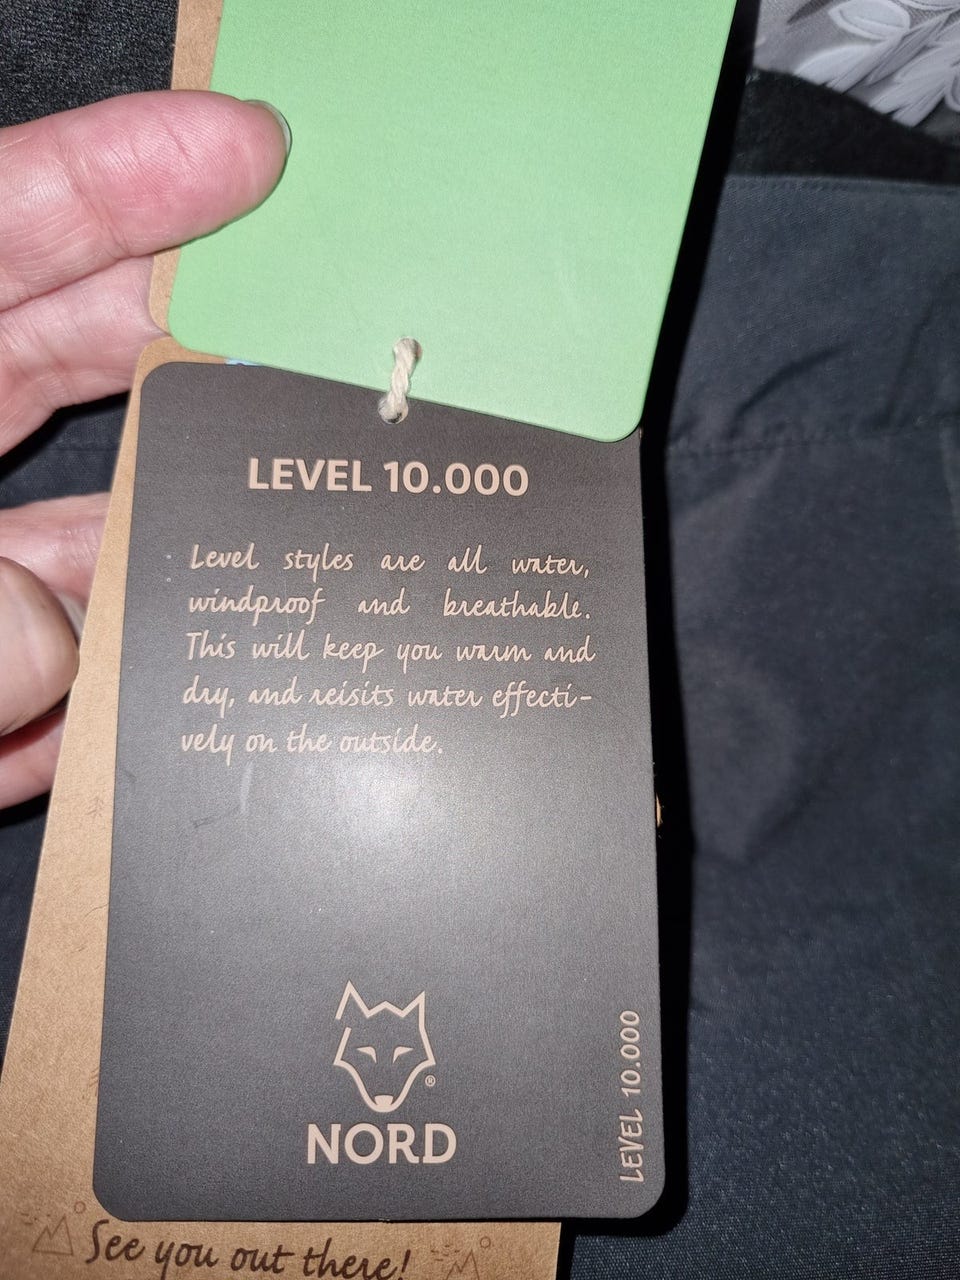 LEVEL 10.000
Level styles are all water,
windproof and breathable.
This will keep you warm and
dry, and reisits water effecti-
vely on the outside.
®
NORD
LEVEL 10.000
See you out there!